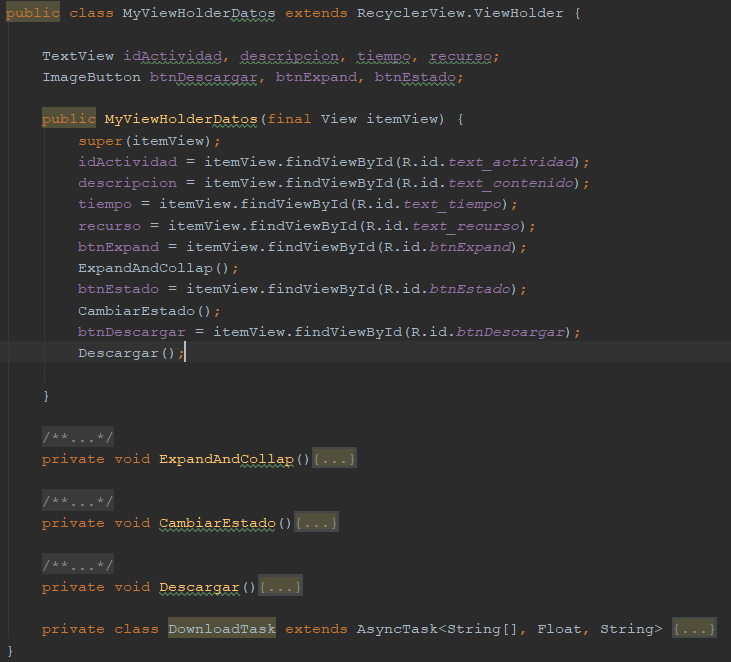 public class MyViewHolderDatos extends RecyclerView.ViewHolder {
TextView idActividad, descripcion, tiempo, recurso;
ImageButton btnDescargar, btnExpand, btnEstado;
public MyViewHolderDatos(final View itemView) {
super(itemView);
idActividad = itemView.findViewById(R.id.text_actividad);
descripcion = itemView.findViewById(R.id.text_contenido);
tiempo = itemView.findViewById(R.id.text_tiempo);
recurso = itemView.findViewById(R.id.text_recurso);
btnExpand = itemView.findViewById(R.id.btnExpand);
ExpandAndCollap();
btnEstado = itemView.findViewById(R.id.btnEstado);
CambiarEstado();
btnDescargar = itemView.findViewById(R.id.btnDescargar);
Descargar();
}
/**...*/
private void ExpandAndCollap(){...}
/**...*/
private void CambiarEstado(){...}
/**...*/
private void Descargar(){...}
private class DownloadTask extends AsyncTask<String[], Float, String> {...}
}